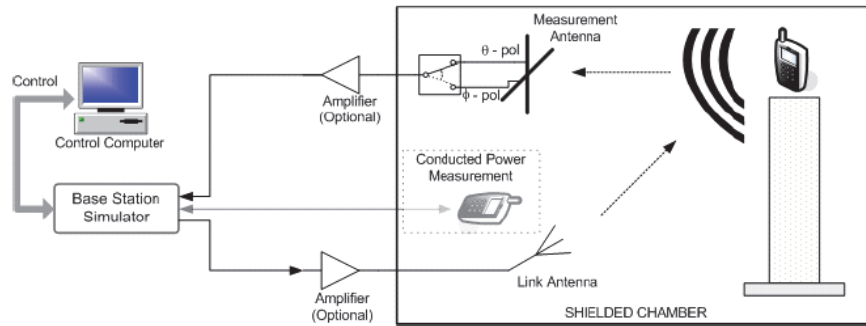 Measurement
Antenna
θ - pol
Control
ϕ - pol
Amplifier
(Optional)
Control Computer
Conducted Power
Measurement
Base Station
Simulator
Link Antenna
Amplifier
(Optional)
SHIELDED CHAMBER